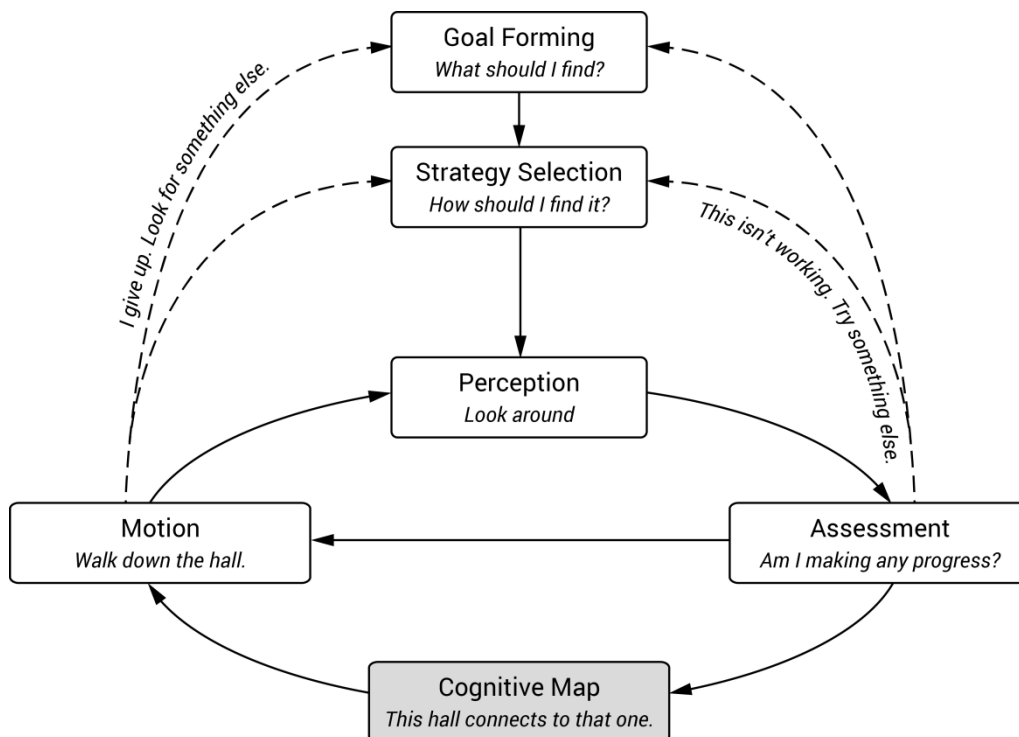 Goal Forming
What should I find?
I give up. Look for something else.
Strategy Selection
How should I find it?
This isn't working. Try something else.
Perception
Look around
Motion
Walk down the hall.
Assessment
Am I making any progress?
Cognitive Map
This hall connects to that one.